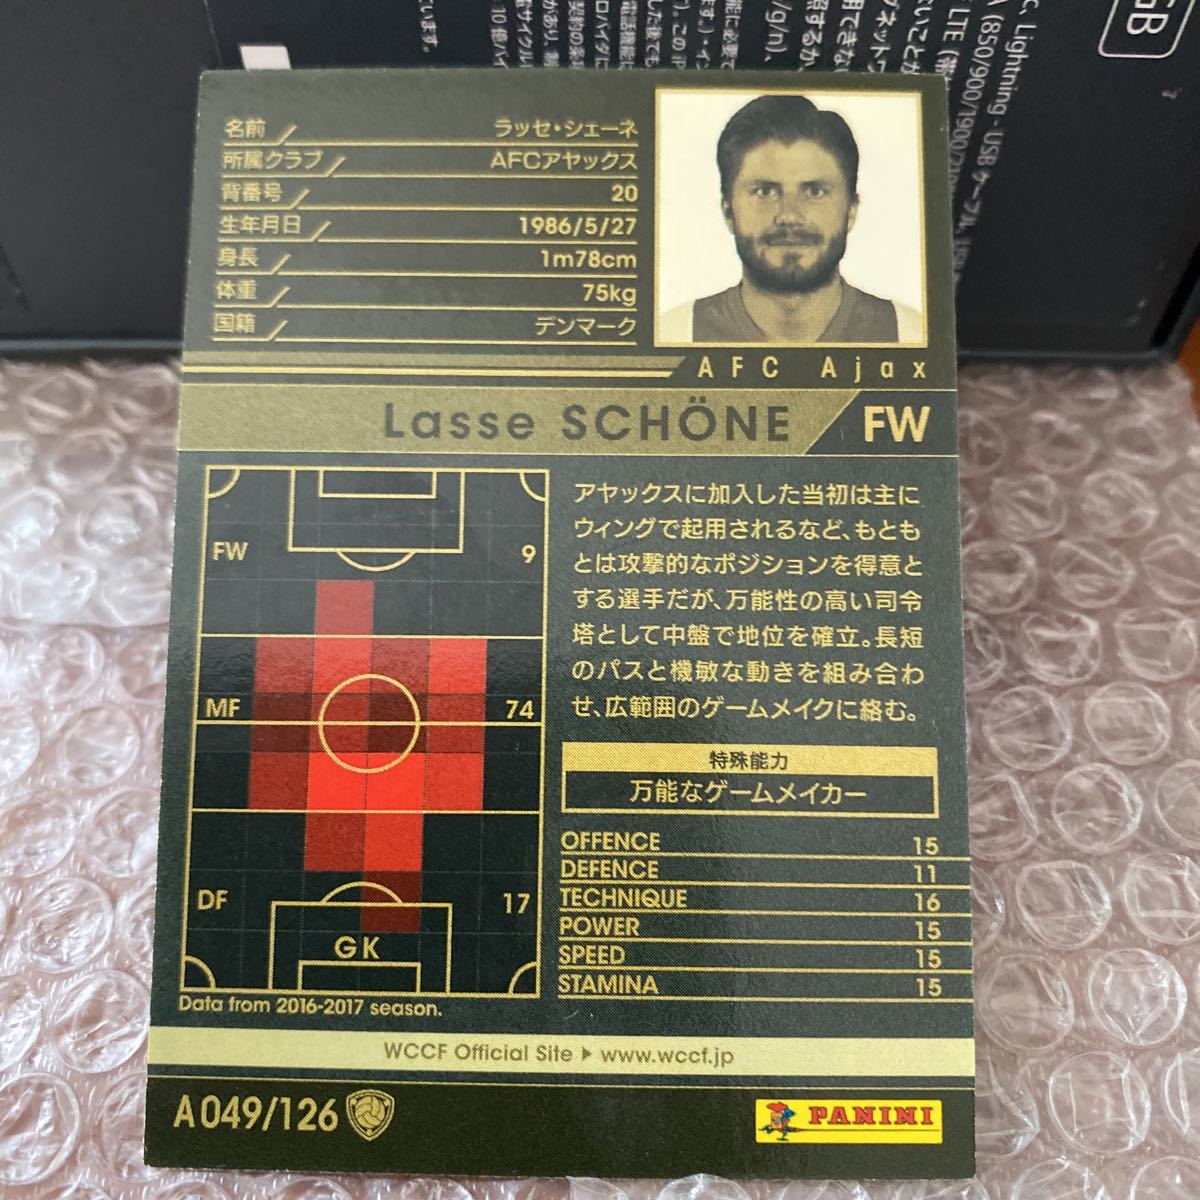 名前 ラッセ・シェーネ
所属クラブ AFCアヤックス
背番号 20
生年月日 1986/5/27
身長 1m78cm
体重 75kg
国籍 デンマーク
AFC Ajax
Lasse SCHÖNE FW
FW 9
MF 74
DF 17
GK
Data from 2016-2017 season.
アヤックスに加入した当初は主に
ウィングで起用されるなど、もとも
とは攻撃的なポジションを得意と
する選手だが、万能性の高い司令
塔として中盤で地位を確立。長短
のパスと機敏な動きを組み合わ
せ、広範囲のゲームメイクに絡む。
特殊能力
万能なゲームメイカー
OFFENCE 15
DEFENCE 11
TECHNIQUE 16
POWER 15
SPEED 15
STAMINA 15
WCCF Official Site ▶ www.wccf.jp
A049/126
PANINI
Lightning - USB ケーブル